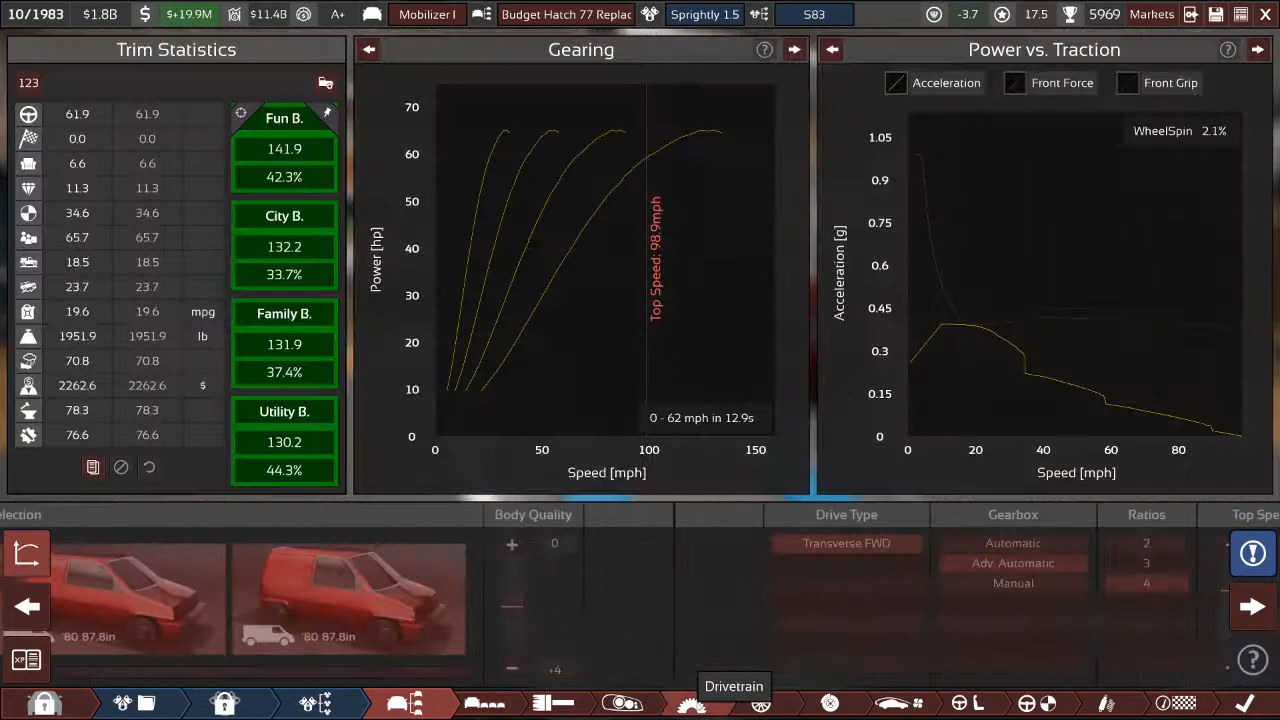 10/1983 $1.8B $+19.9M $11.4B A+ Mobilizer I Budget Hatch 77 Replac Sprightly 1.5 S83 -3.7 17.5 5969 Markets
Trim Statistics
123
61.9 61.9
0.0 0.0
6.6 6.6
11.3 11.3
34.6 34.6
65.7 65.7
18.5 18.5
23.7 23.7
19.6 19.6 mpg
1951.9 1951.9 lb
70.8 70.8
2262.6 2262.6 $
78.3 78.3
76.6 76.6
Fun B.
141.9
42.3%
City B.
132.2
33.7%
Family B.
131.9
37.4%
Utility B.
130.2
44.3%
Gearing
?
Power [hp]
70
60
50
40
30
20
10
0
Top Speed: 98.9mph
0 - 62 mph in 12.9s
0 50 100 150
Speed [mph]
Power vs. Traction
?
Acceleration Front Force Front Grip
WheelSpin 2.1%
Acceleration [g]
1.05
0.9
0.75
0.6
0.45
0.3
0.15
0
0 20 40 60 80
Speed [mph]
election
'80 87.8in
'80 87.8in
XP
Body Quality
+ 0
- +4
Drive Type
Transverse FWD
Gearbox
Automatic
Adv. Automatic
Manual
Ratios
2
3
4
Top Spe
?
Drivetrain